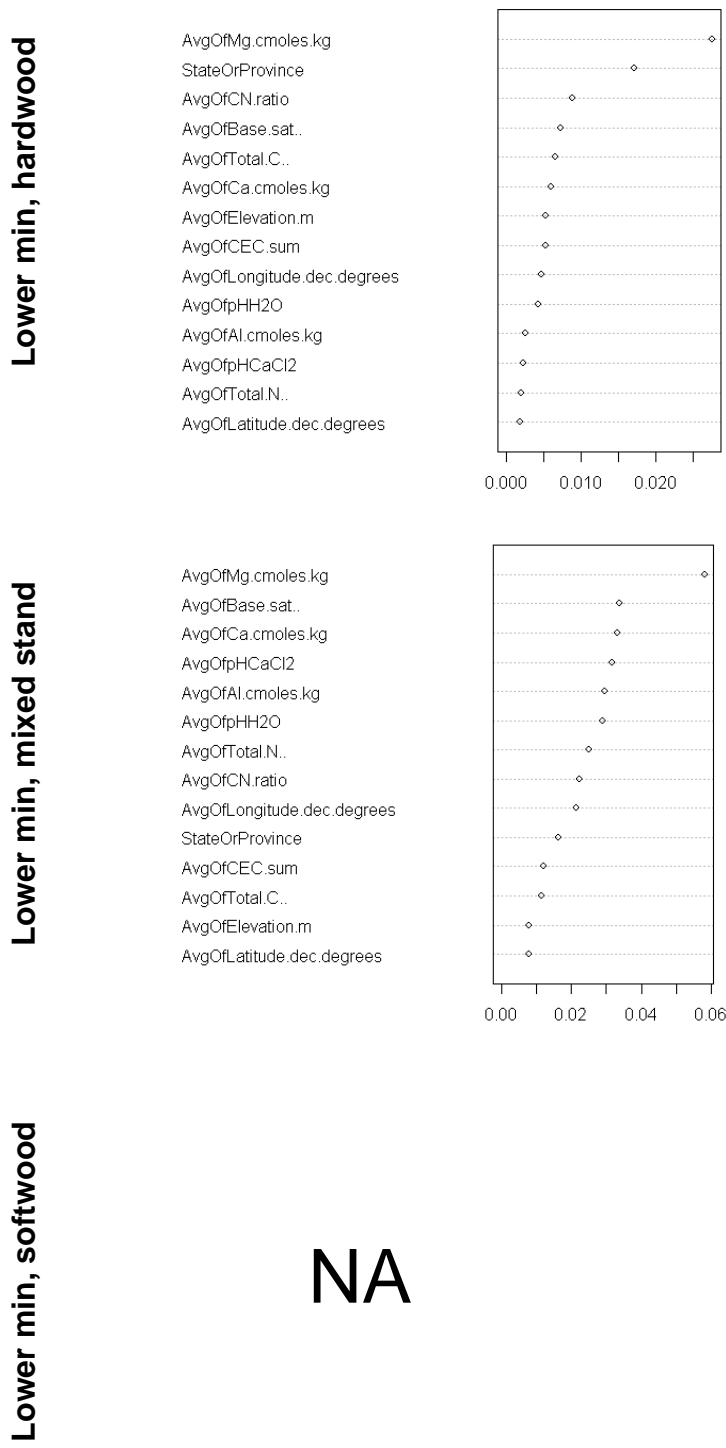 Lower min, hardwood
AvgOfMg.cmoles.kg
StateOrProvince
AvgOfCN.ratio
AvgOfBase.sat..
AvgOfTotal.C..
AvgOfCa.cmoles.kg
AvgOfElevation.m
AvgOfCEC.sum
AvgOfLongitude.dec.degrees
AvgOfpHH2O
AvgOfAl.cmoles.kg
AvgOfpHCaCl2
AvgOfTotal.N..
AvgOfLatitude.dec.degrees
0.000 0.010 0.020
Lower min, mixed stand
AvgOfMg.cmoles.kg
AvgOfBase.sat..
AvgOfCa.cmoles.kg
AvgOfpHCaCl2
AvgOfAl.cmoles.kg
AvgOfpHH2O
AvgOfTotal.N..
AvgOfCN.ratio
AvgOfLongitude.dec.degrees
StateOrProvince
AvgOfCEC.sum
AvgOfTotal.C..
AvgOfElevation.m
AvgOfLatitude.dec.degrees
0.00 0.02 0.04 0.06
Lower min, softwood
NA